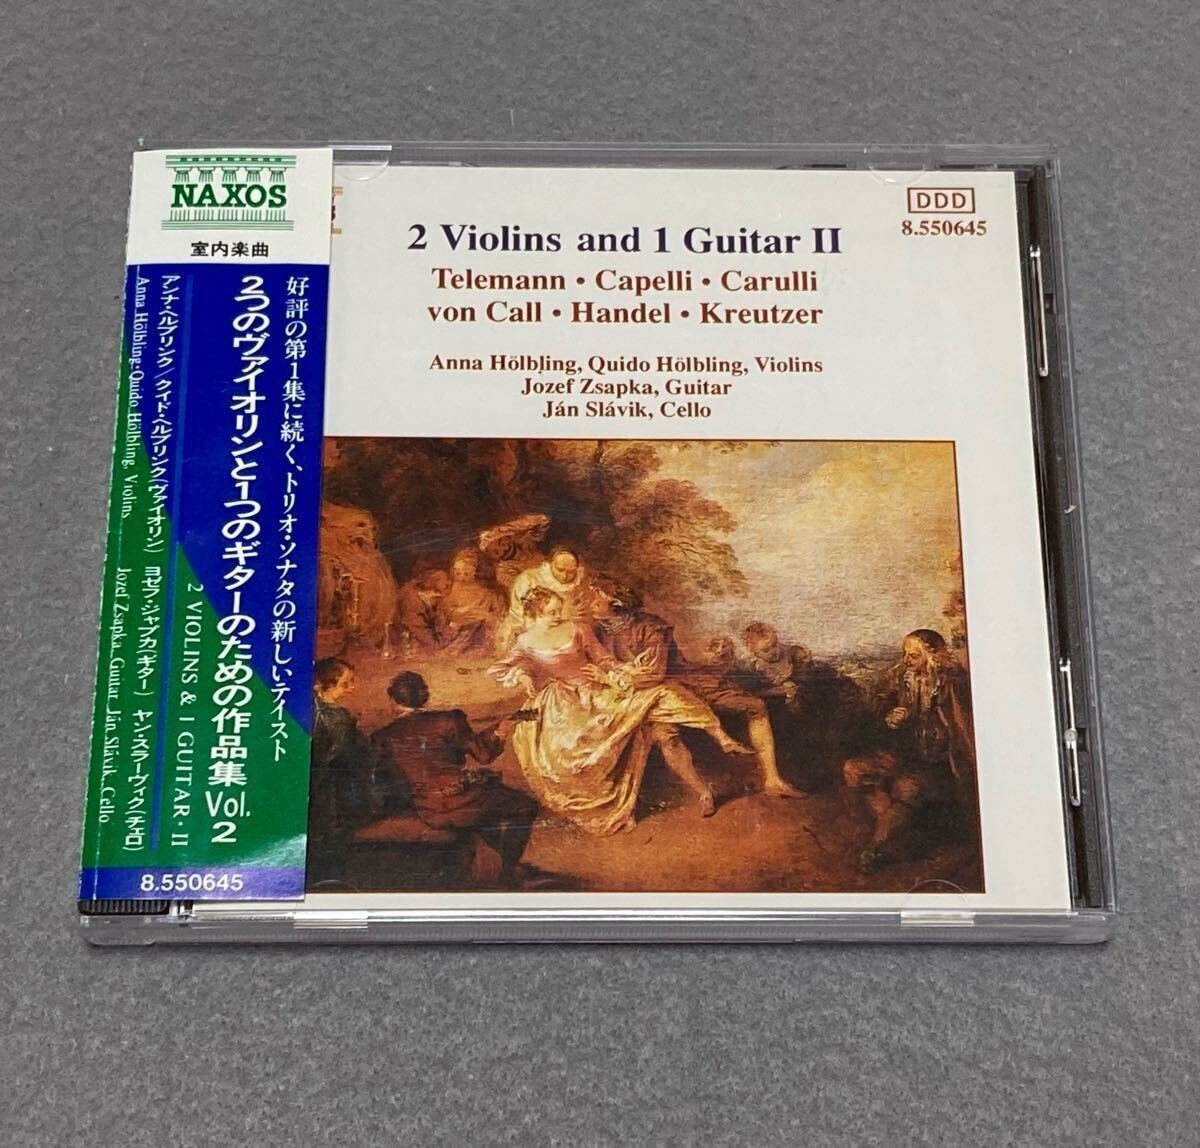 NAXOS
室内楽曲
好評の第1集に続く、トリオ・ソナタの新しいテイスト
2つのヴァイオリンと1つのギターのための作品集 Vol. 2
2 VIOLINS & 1 GUITAR・II
アンナ・ヘルブリンク/クイド・ヘルブリンク(ヴァイオリン) ヨゼフ・ジャプカ(ギター) ヤン・スラーヴィク(チェロ)
Anna Hölbling・Quido Hölbling, Violins Jozef Zsapka, Guitar Ján Slávik, Cello
8.550645
DDD
8.550645
2 Violins and 1 Guitar II
Telemann • Capelli • Carulli
von Call • Handel • Kreutzer
Anna Hölbling, Quido Hölbling, Violins
Jozef Zsapka, Guitar
Ján Slávik, Cello